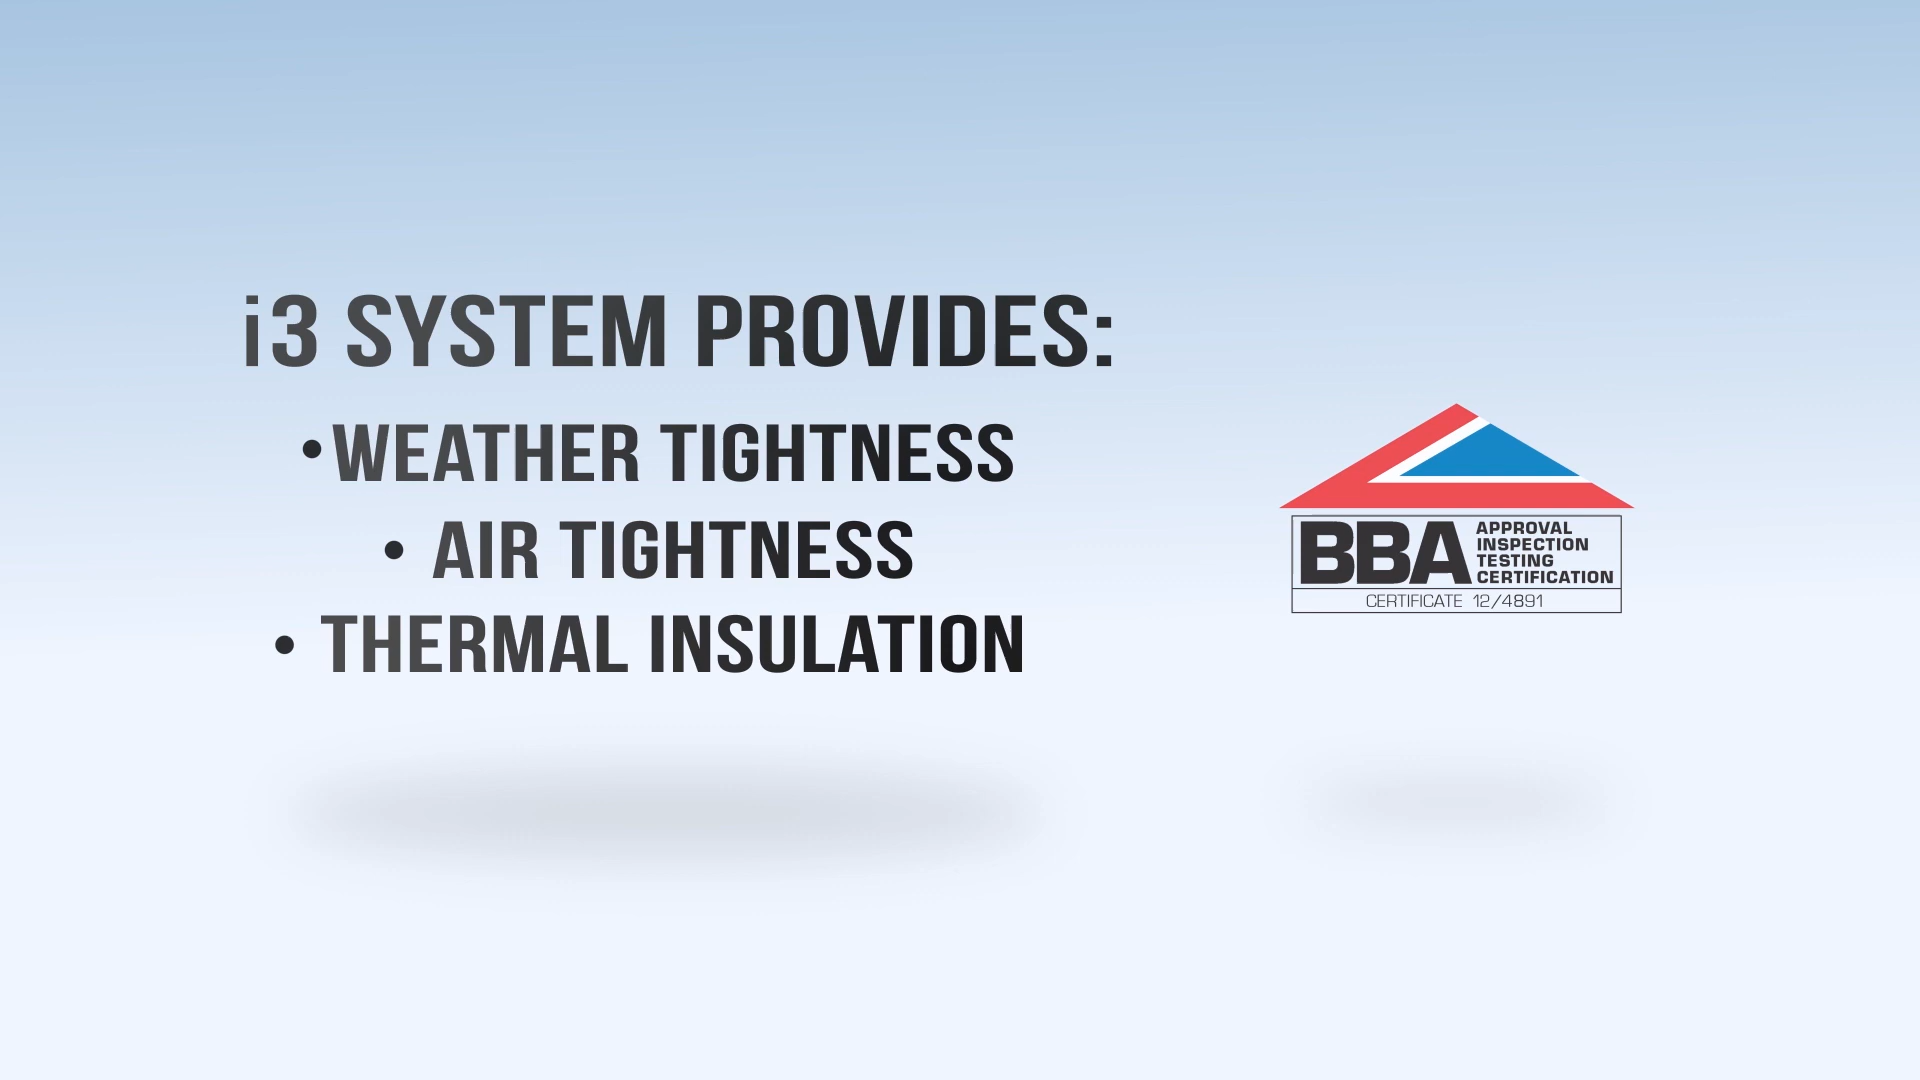 i3 SYSTEM PROVIDES:
•WEATHER TIGHTNESS
• AIR TIGHTNESS
• THERMAL INSULATION
BBA
APPROVAL
INSPECTION
TESTING
CERTIFICATION
CERTIFICATE 12/4891